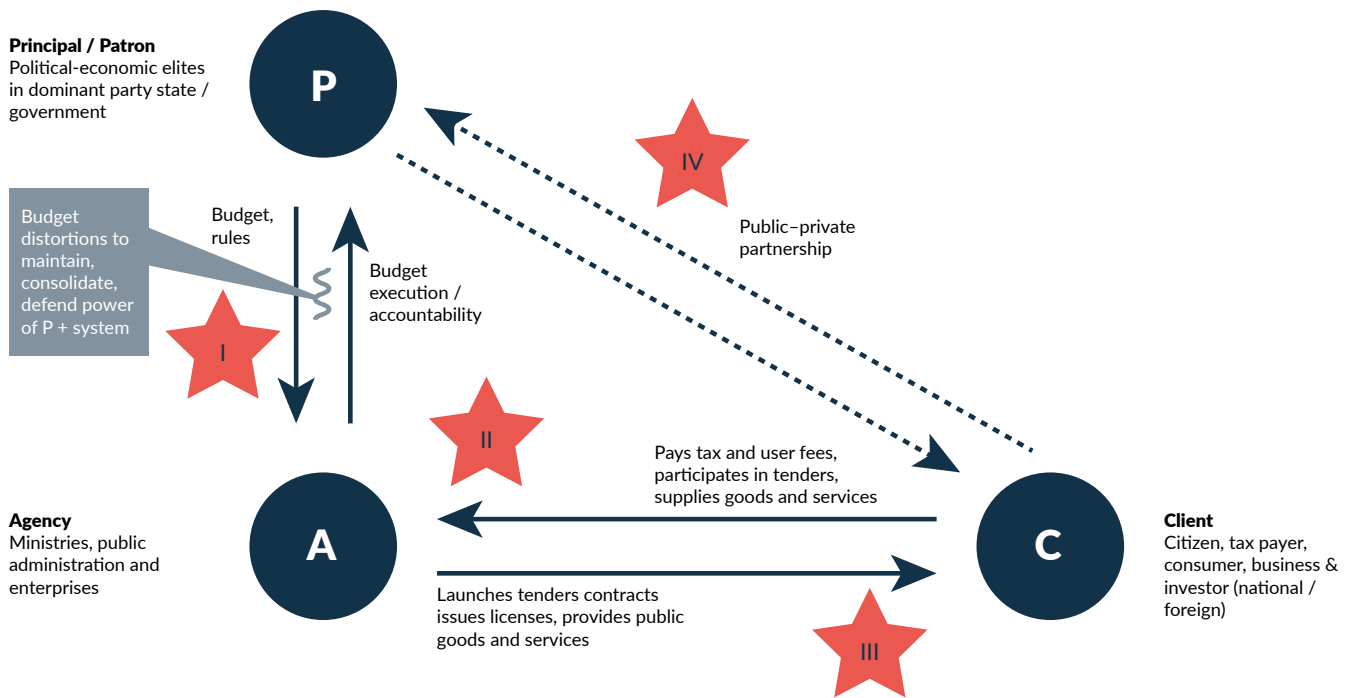 Principal / Patron
Political-economic elites
in dominant party state /
government
P
IV
Public–private
partnership
Budget
distortions to
maintain,
consolidate,
defend power
of P + system
Budget,
rules
Budget
execution /
accountability
I
II
Pays tax and user fees,
participates in tenders,
supplies goods and services
Agency
Ministries, public
administration and
enterprises
A
C
Client
Citizen, tax payer,
consumer, business &
investor (national /
foreign)
Launches tenders contracts
issues licenses, provides public
goods and services
III